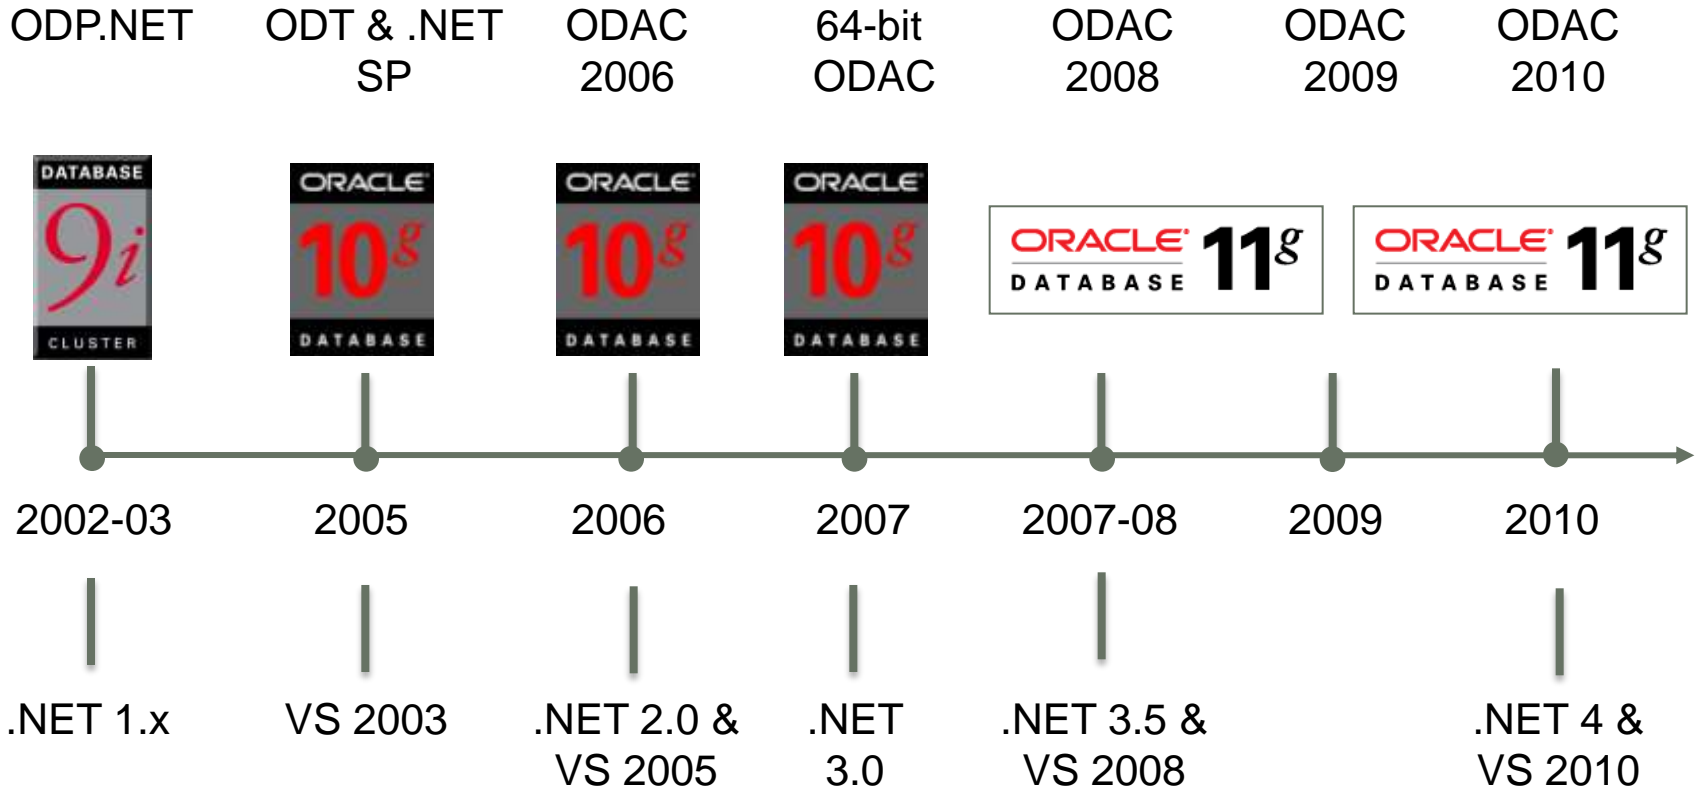 ODP.NET
ODT & .NET
SP
ODAC
2006
64-bit
ODAC
ODAC
2008
ODAC
2009
ODAC
2010
DATABASE
9i
CLUSTER
ORACLE
10g
DATABASE
ORACLE
10g
DATABASE
ORACLE
10g
DATABASE
ORACLE
DATABASE
11g
ORACLE
DATABASE
11g
2002-03
2005
2006
2007
2007-08
2009
2010
.NET 1.x
VS 2003
.NET 2.0 &
VS 2005
.NET
3.0
.NET 3.5 &
VS 2008
.NET 4 &
VS 2010